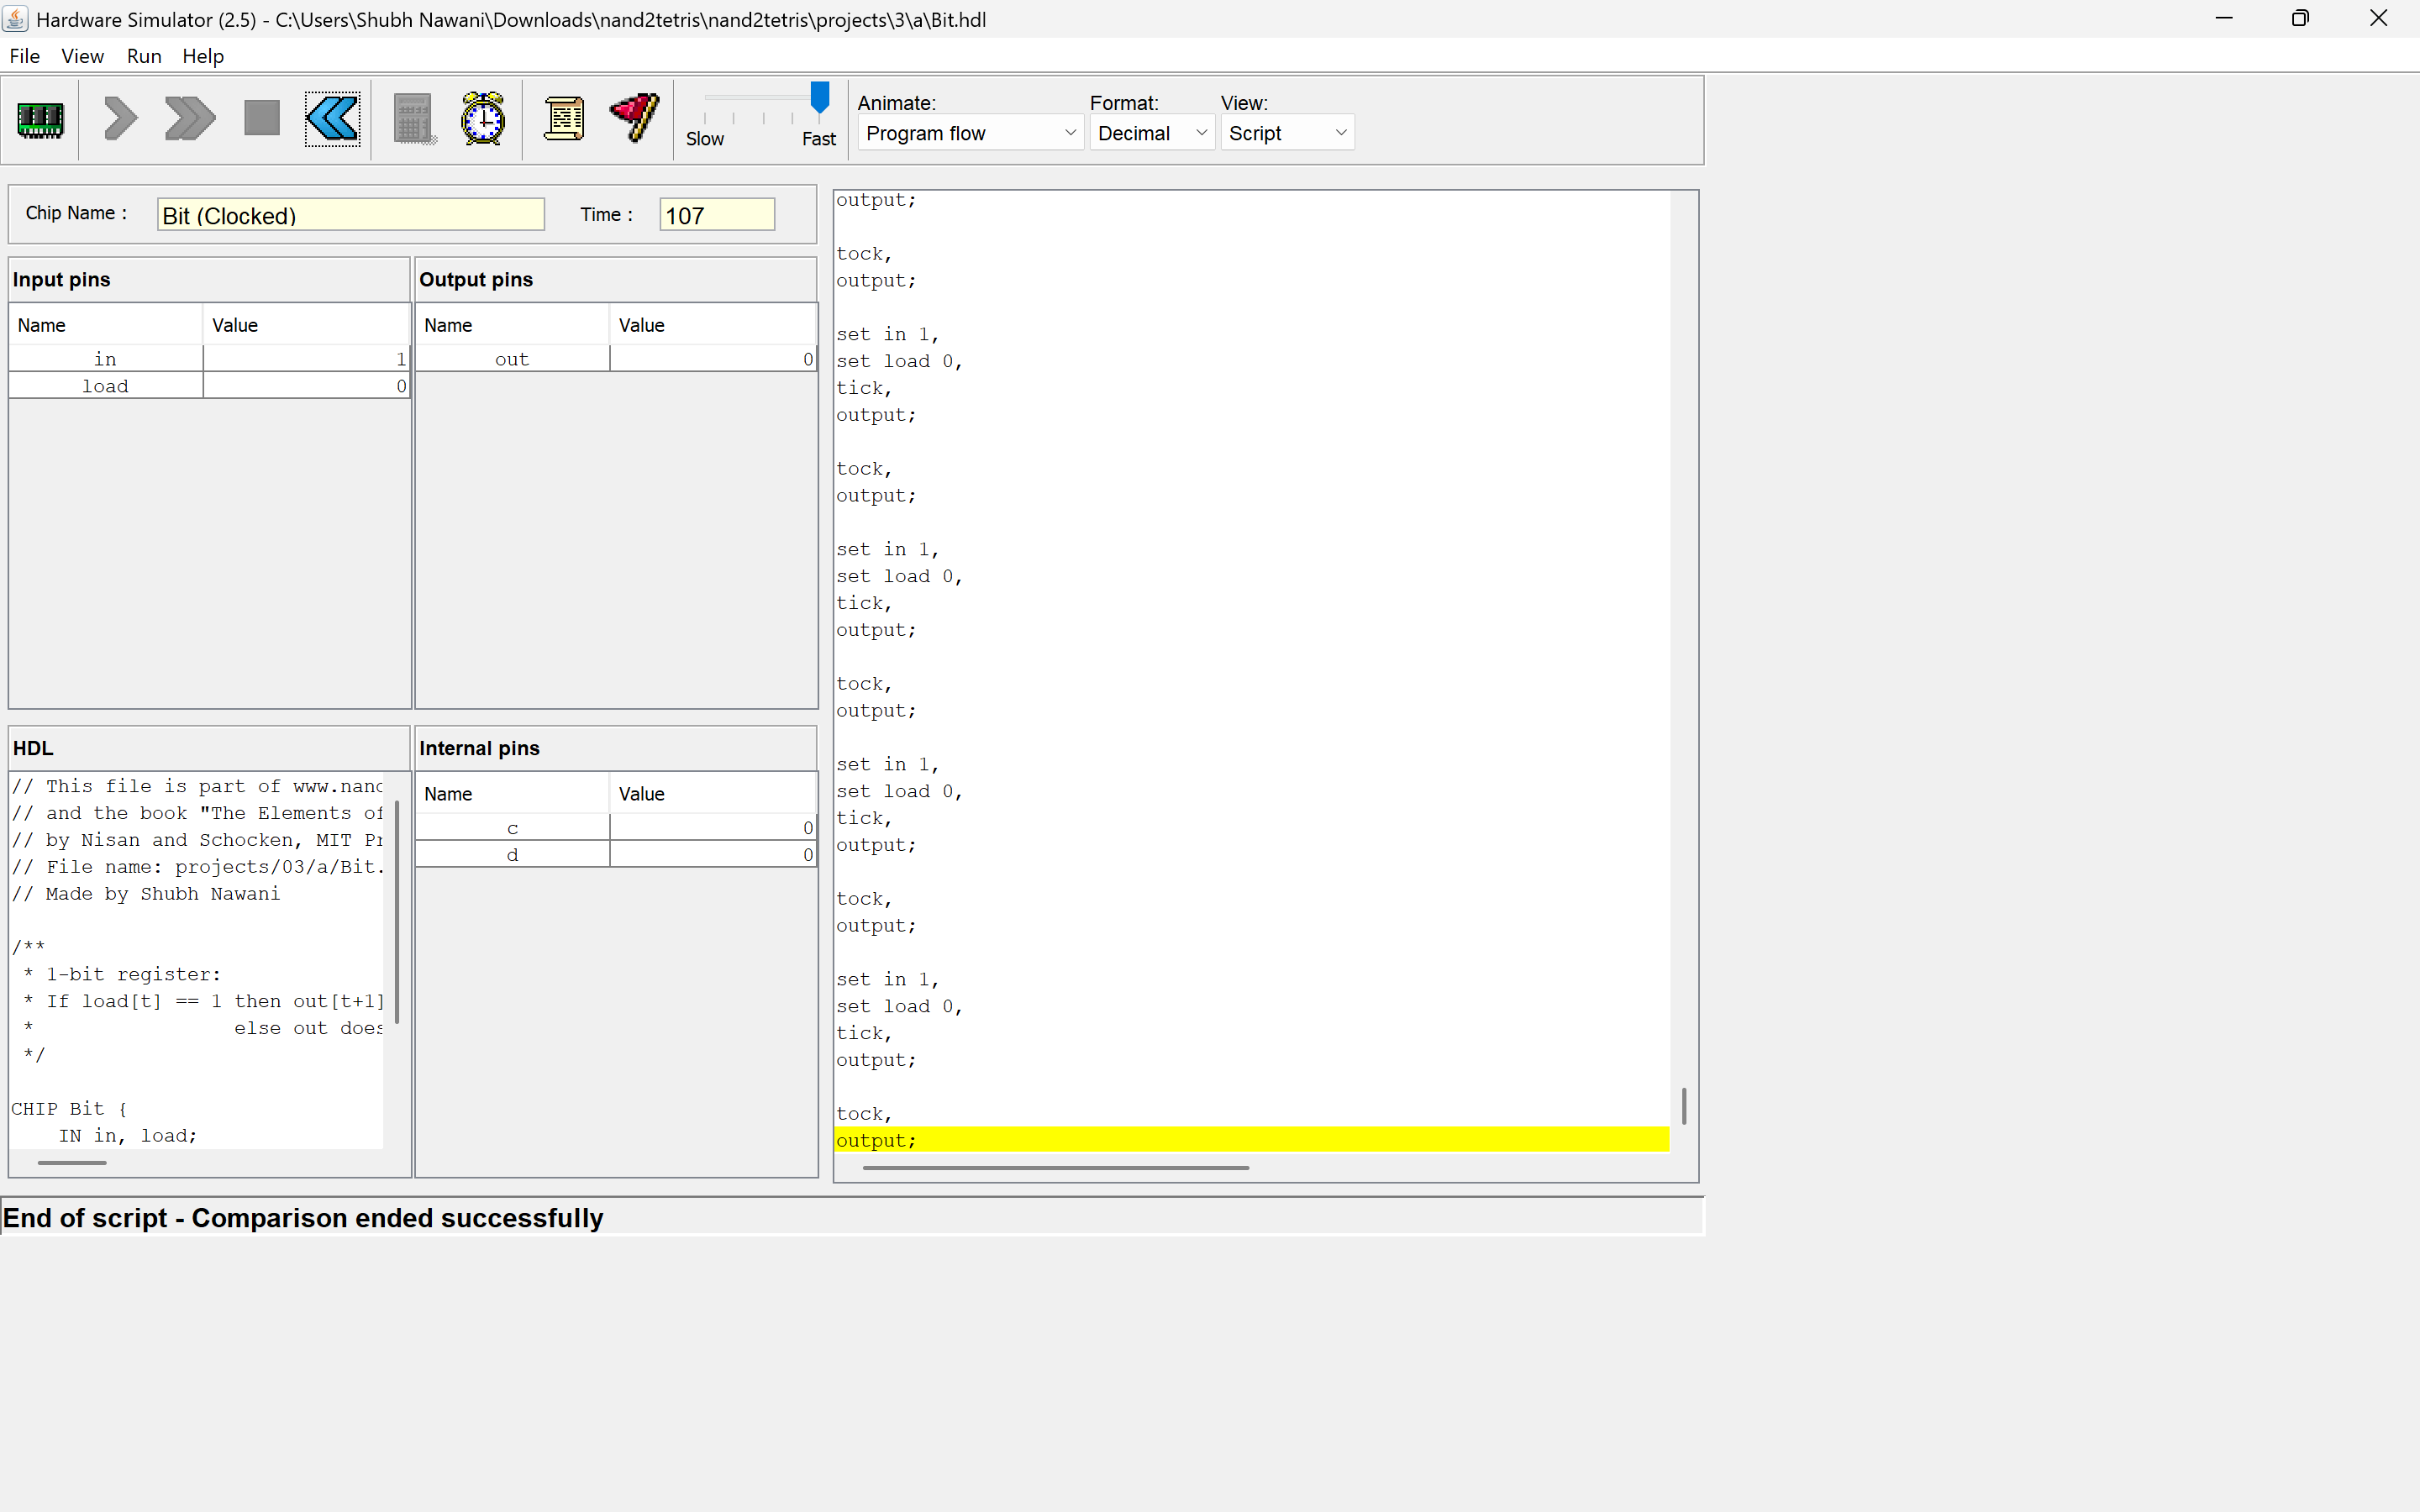 Hardware Simulator (2.5) - C:\Users\Shubh Nawani\Downloads\nand2tetris\nand2tetris\projects\3\a\Bit.hdl
File View Run Help
Slow Fast
Animate: Format: View:
Program flow Decimal Script
Chip Name : Bit (Clocked) Time : 107
Input pins
Name Value
in 1
load 0
Output pins
Name Value
out 0
HDL
// This file is part of www.nanc
// and the book "The Elements of
// by Nisan and Schocken, MIT Pr
// File name: projects/03/a/Bit.
// Made by Shubh Nawani
/**
* 1-bit register:
* If load[t] == 1 then out[t+1]
* else out does
*/
CHIP Bit {
IN in, load;
Internal pins
Name Value
c 0
d 0
output;
tock,
output;
set in 1,
set load 0,
tick,
output;
tock,
output;
set in 1,
set load 0,
tick,
output;
tock,
output;
set in 1,
set load 0,
tick,
output;
tock,
output;
set in 1,
set load 0,
tick,
output;
tock,
output;
End of script - Comparison ended successfully